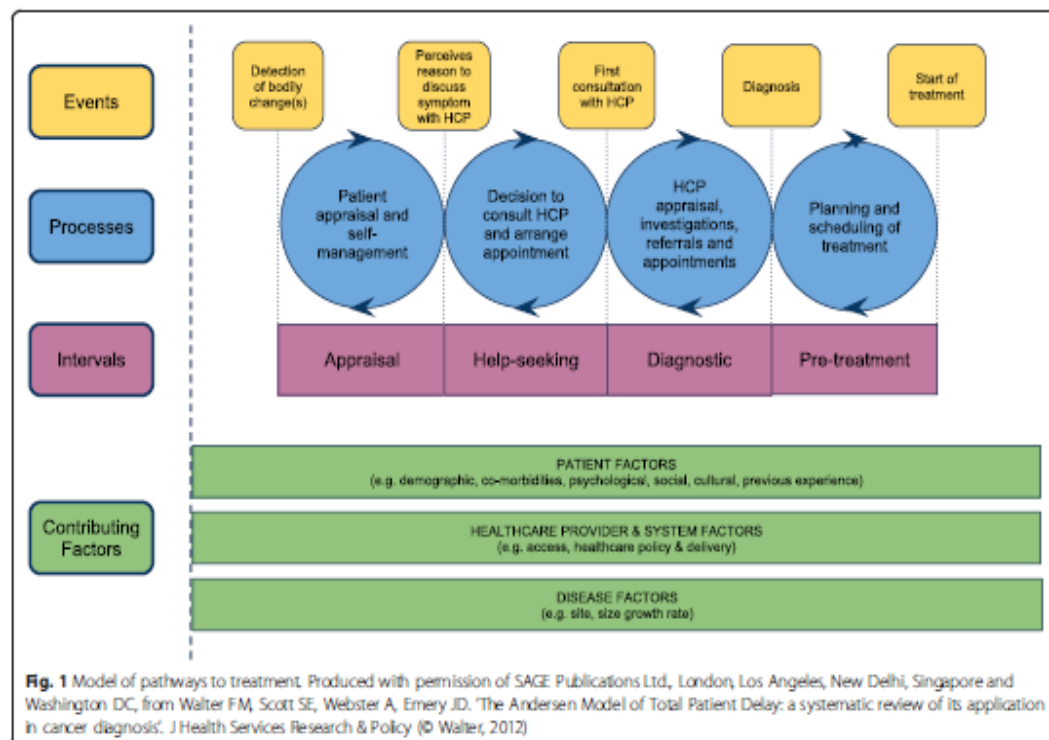 Events
Detection
of bodily
change(s)
Perceives
reason to
discuss
symptom
with HCP
First
consultation
with HCP
Diagnosis
Start of
treatment
Processes
Patient
appraisal and
self-
management
Decision to
consult HCP
and arrange
appointment
HCP
appraisal,
investigations,
referrals and
appointments
Planning and
scheduling of
treatment
Intervals
Appraisal
Help-seeking
Diagnostic
Pre-treatment
Contributing
Factors
PATIENT FACTORS
(e.g. demographic, co-morbidities, psychological, social, cultural, previous experience)
HEALTHCARE PROVIDER & SYSTEM FACTORS
(e.g. access, healthcare policy & delivery)
DISEASE FACTORS
(e.g. site, size growth rate)
Fig. 1 Model of pathways to treatment. Produced with permission of SAGE Publications Ltd., London, Los Angeles, New Delhi, Singapore and
Washington DC, from Walter FM, Scott SE, Webster A, Emery JD. 'The Andersen Model of Total Patient Delay: a systematic review of its application
in cancer diagnosis'. J Health Services Research & Policy (© Walter, 2012)